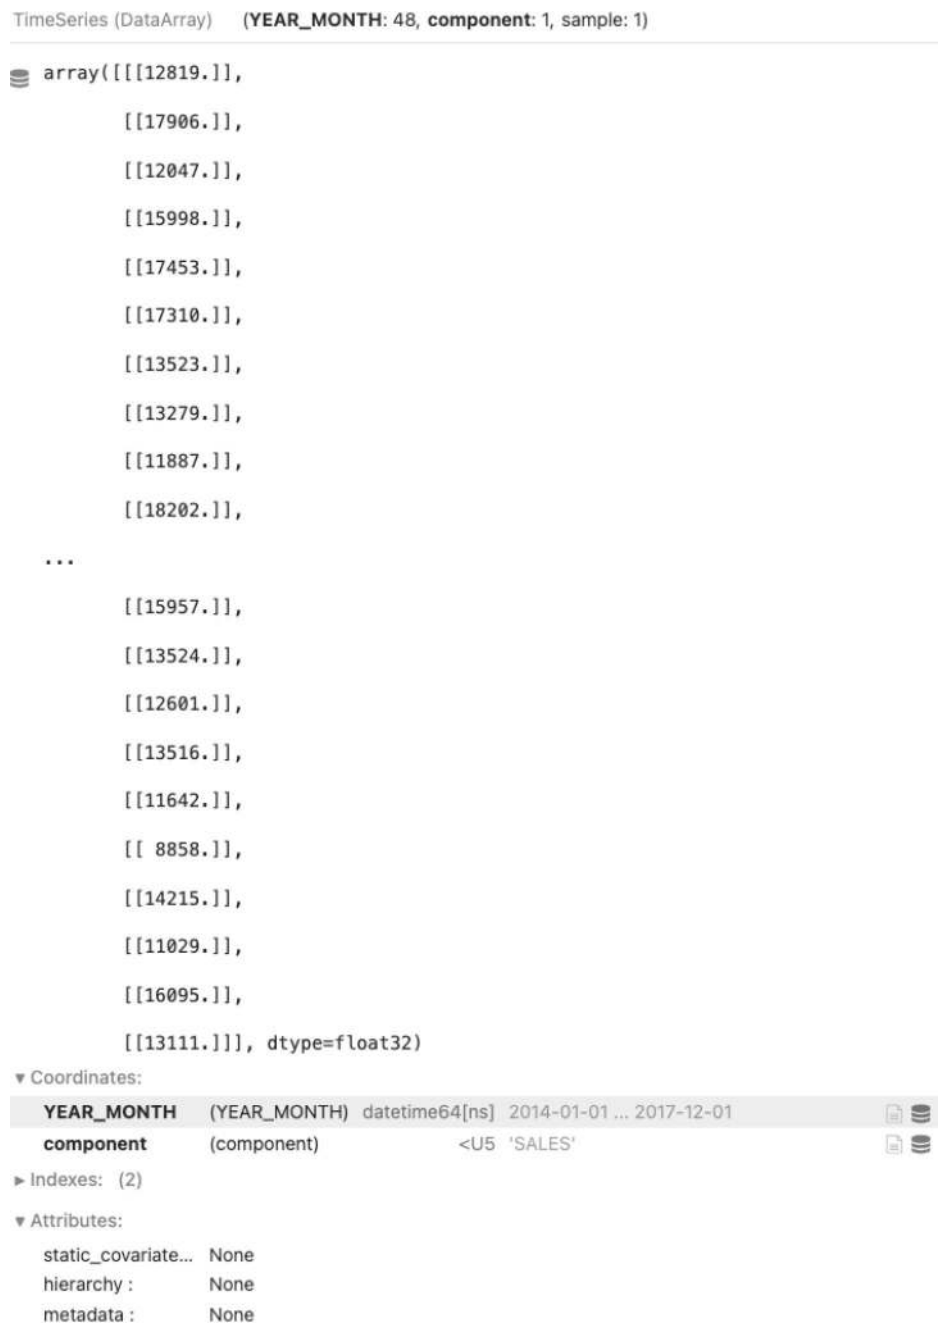 TimeSeries (DataArray) (YEAR_MONTH: 48, component: 1, sample: 1)
array([[[12819.]],
[[17906.]],
[[12047.]],
[[15998.]],
[[17453.]],
[[17310.]],
[[13523.]],
[[13279.]],
[[11887.]],
[[18202.]],
...
[[15957.]],
[[13524.]],
[[12601.]],
[[13516.]],
[[11642.]],
[[ 8858.]],
[[14215.]],
[[11029.]],
[[16095.]],
[[13111.]]], dtype=float32)
▼ Coordinates:
YEAR_MONTH (YEAR_MONTH) datetime64[ns] 2014-01-01 ... 2017-12-01
component (component) <U5 'SALES'
► Indexes: (2)
▼ Attributes:
static_covariate... None
hierarchy : None
metadata : None